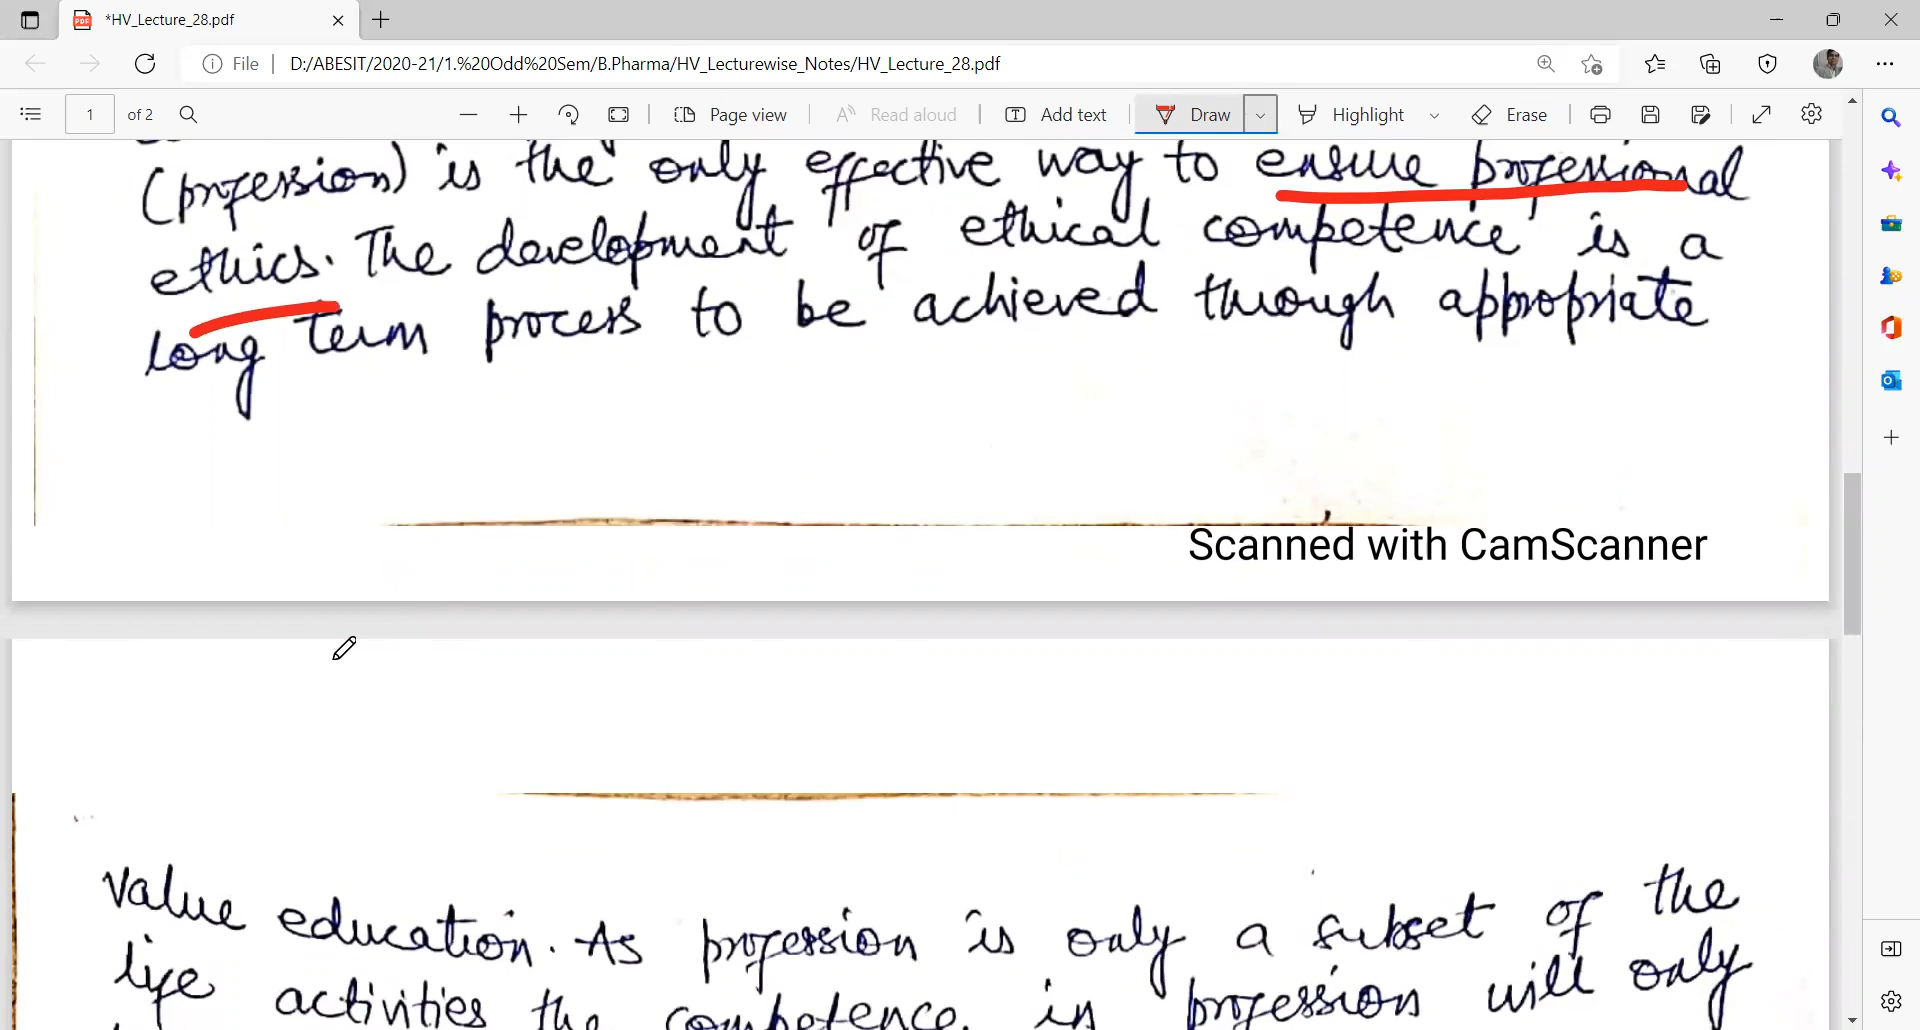 *HV_Lecture_28.pdf
File
D:/ABESIT/2020-21/1.%20Odd%20Sem/B.Pharma/HV_Lecturewise_Notes/HV_Lecture_28.pdf
1 of 2
Page view
Read aloud
Add text
Draw
Highlight
Erase
(profession) is the only effective way to ensure professional
ethics. The development of ethical competence is a
long term process to be achieved through appropriate
Scanned with CamScanner
Value education. As profession is only a subset of the
life activities the competence in profession will only